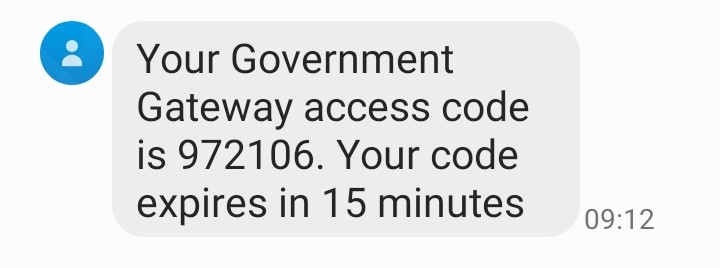 Your Government
Gateway access code
is 972106. Your code
expires in 15 minutes
09:12